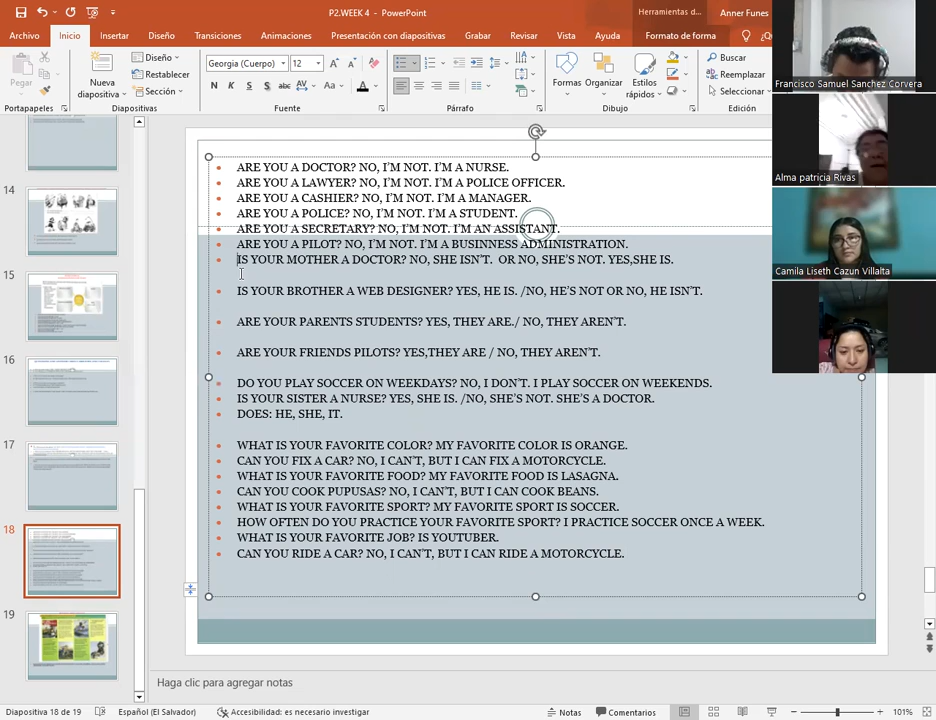 P2.WEEK 4 - PowerPoint
Herramientas d...
Anner Funes
Archivo
Inicio
Insertar
Diseño
Transiciones
Animaciones
Presentación con diapositivas
Grabar
Revisar
Vista
Ayuda
Formato de forma
Pegar
Nueva diapositiva
Diseño
Restablecer
Sección
Georgia (Cuerpo)
12
N K S abc AV Aa A
Formas
Organizar
Estilos rápidos
Buscar
Reemplazar
Seleccionar
Portapapeles
Diapositivas
Fuente
Párrafo
Dibujo
Edición
Francisco Samuel Sanchez Corvera
Alma patricia Rivas
Camila Liseth Cazun Villalta
14
15
16
17
18
19
ARE YOU A DOCTOR? NO, I'M NOT. I'M A NURSE.
ARE YOU A LAWYER? NO, I'M NOT. I'M A POLICE OFFICER.
ARE YOU A CASHIER? NO, I'M NOT. I'M A MANAGER.
ARE YOU A POLICE? NO, I'M NOT. I'M A STUDENT.
ARE YOU A SECRETARY? NO, I'M NOT. I'M AN ASSISTANT.
ARE YOU A PILOT? NO, I'M NOT. I'M A BUSINNESS ADMINISTRATION.
IS YOUR MOTHER A DOCTOR? NO, SHE ISN'T. OR NO, SHE'S NOT. YES,SHE IS.
IS YOUR BROTHER A WEB DESIGNER? YES, HE IS. /NO, HE'S NOT OR NO, HE ISN'T.
ARE YOUR PARENTS STUDENTS? YES, THEY ARE./ NO, THEY AREN'T.
ARE YOUR FRIENDS PILOTS? YES,THEY ARE / NO, THEY AREN'T.
DO YOU PLAY SOCCER ON WEEKDAYS? NO, I DON'T. I PLAY SOCCER ON WEEKENDS.
IS YOUR SISTER A NURSE? YES, SHE IS. /NO, SHE'S NOT. SHE'S A DOCTOR.
DOES: HE, SHE, IT.
WHAT IS YOUR FAVORITE COLOR? MY FAVORITE COLOR IS ORANGE.
CAN YOU FIX A CAR? NO, I CAN'T, BUT I CAN FIX A MOTORCYCLE.
WHAT IS YOUR FAVORITE FOOD? MY FAVORITE FOOD IS LASAGNA.
CAN YOU COOK PUPUSAS? NO, I CAN'T, BUT I CAN COOK BEANS.
WHAT IS YOUR FAVORITE SPORT? MY FAVORITE SPORT IS SOCCER.
HOW OFTEN DO YOU PRACTICE YOUR FAVORITE SPORT? I PRACTICE SOCCER ONCE A WEEK.
WHAT IS YOUR FAVORITE JOB? IS YOUTUBER.
CAN YOU RIDE A CAR? NO, I CAN'T, BUT I CAN RIDE A MOTORCYCLE.
Haga clic para agregar notas
Diapositiva 18 de 19
Español (El Salvador)
Accesibilidad: es necesario investigar
Notas
Comentarios
101%